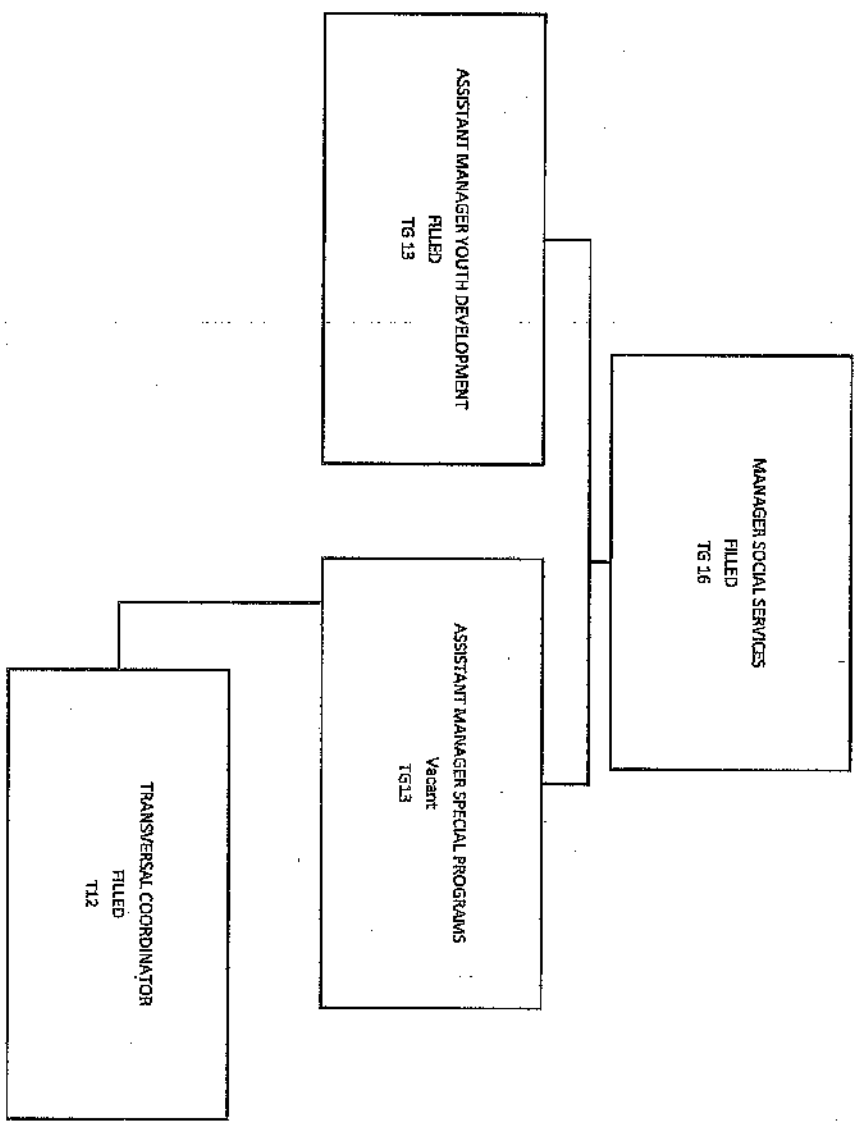 MANAGER SOCIAL SERVICES
FILLED
TG 16
ASSISTANT MANAGER YOUTH DEVELOPMENT
FILLED
TG 13
ASSISTANT MANAGER SPECIAL PROGRAMS
Vacant
TG13
TRANSVERSAL COORDINATOR
FILLED
T12